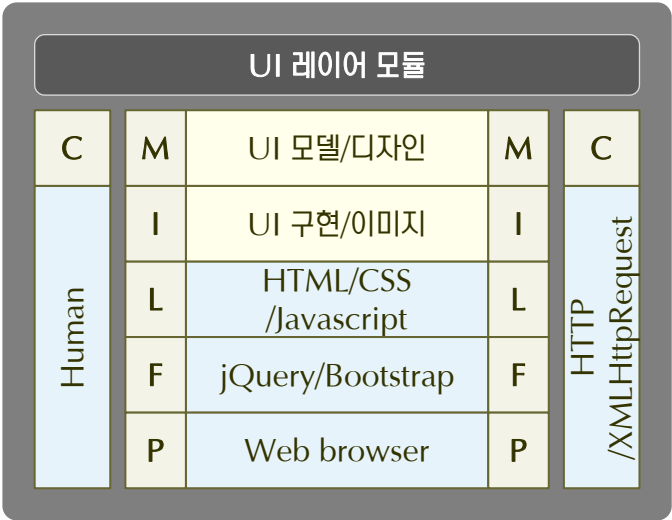 UI 레이어 모듈
C
M
UI 모델/디자인
M
C
I
UI 구현/이미지
I
Human
L
HTML/CSS
/Javascript
L
HTTP
/XMLHttpRequest
F
jQuery/Bootstrap
F
P
Web browser
P